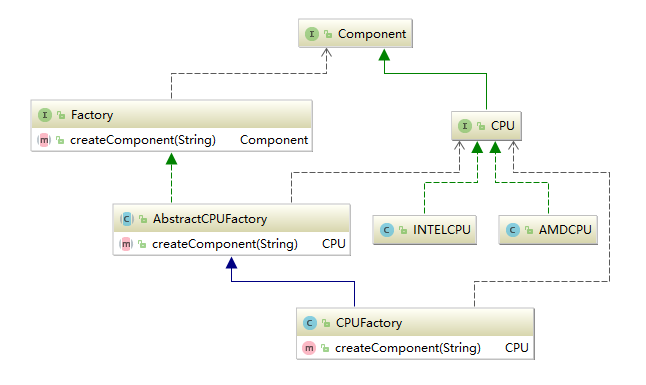 I Component
I Factory
m createComponent(String) Component
I CPU
C AbstractCPUFactory
m createComponent(String) CPU
C INTELCPU
C AMDCPU
C CPUFactory
m createComponent(String) CPU